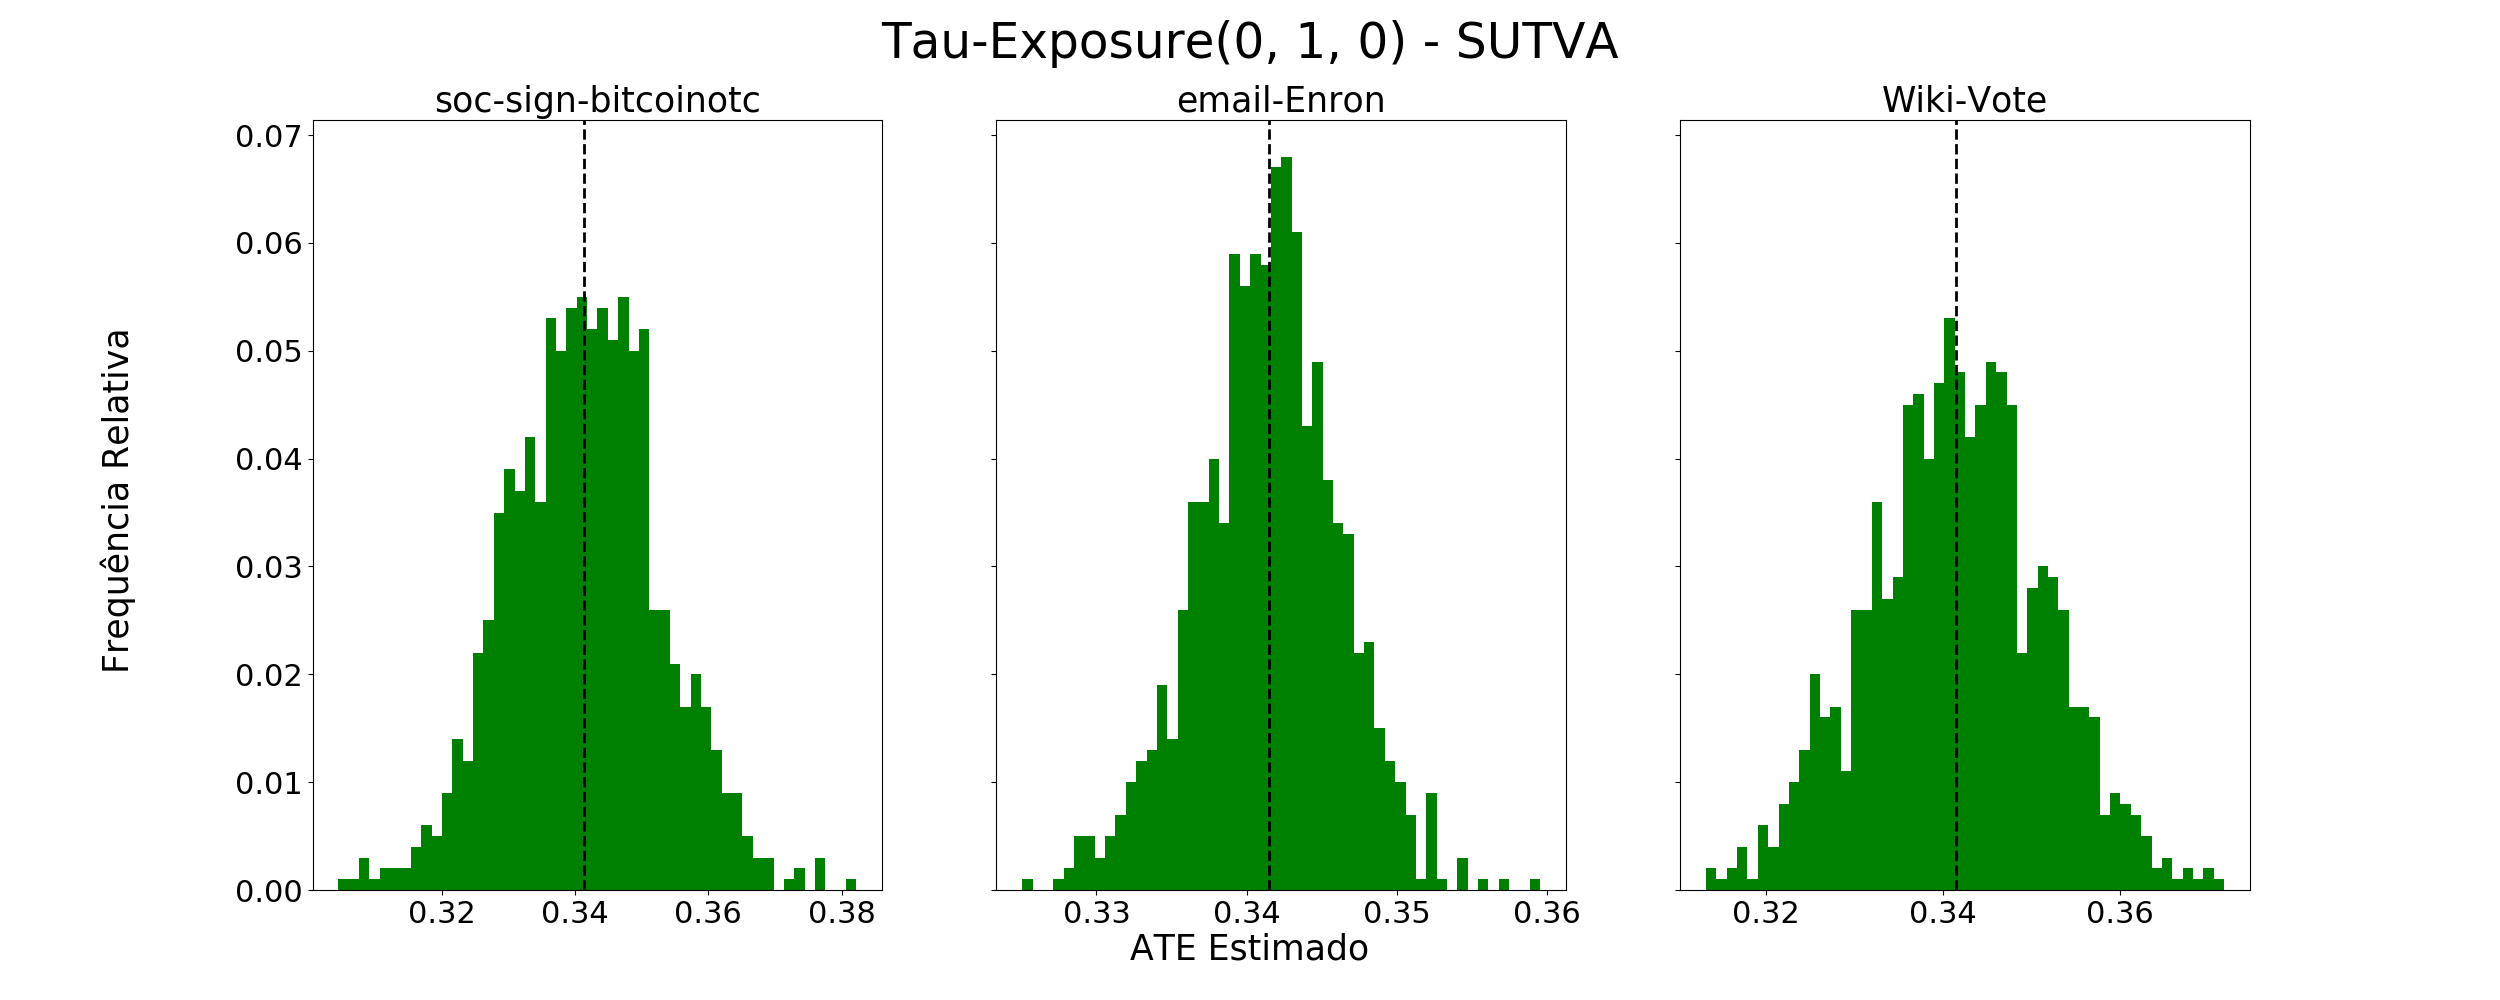 Tau-Exposure(0, 1, 0) - SUTVA
soc-sign-bitcoinotc
email-Enron
Wiki-Vote
Frequência Relativa
0.07
0.06
0.05
0.04
0.03
0.02
0.01
0.00
0.32 0.34 0.36 0.38
0.33 0.34 0.35 0.36
0.32 0.34 0.36
ATE Estimado